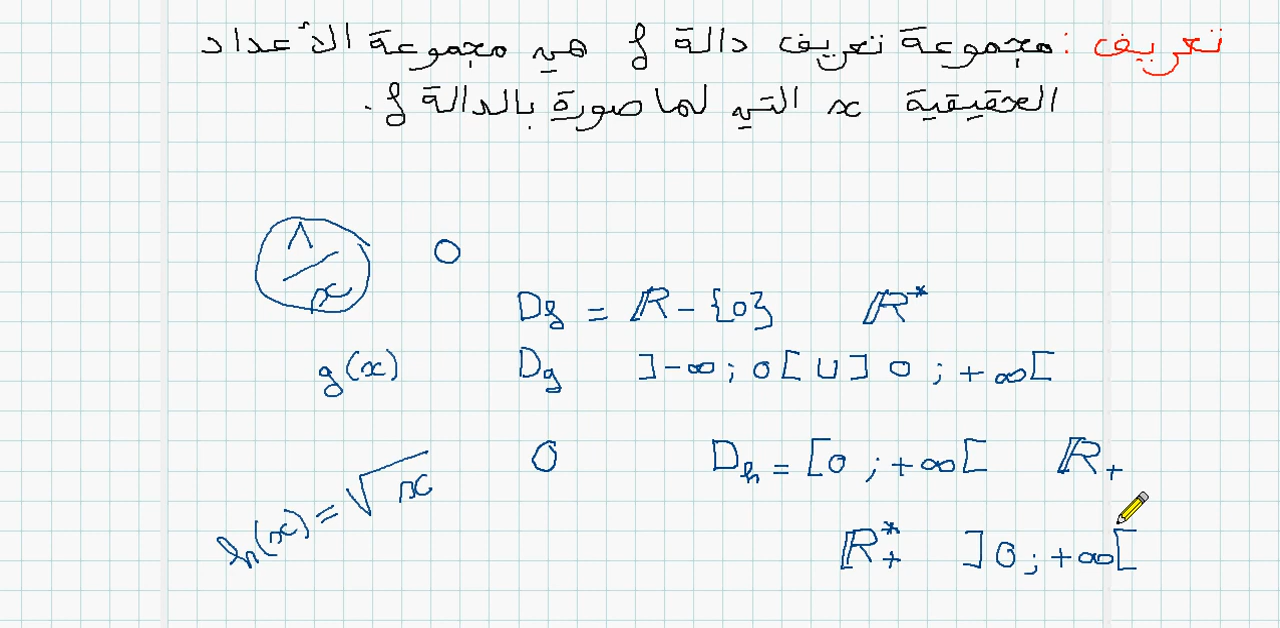 تعريف : مجموعة تعريف دالة f هي مجموعة الأعداد
الحقيقية x التي لها صورة بالدالة f .
1/x 0
Df = ℝ - {0} ℝ*
g(x) Dg ]-∞ ; 0[ ∪ ]0 ; +∞[
h(x) = √x 0 Dh = [0 ; +∞[ ℝ+
ℝ*+ ]0 ; +∞[